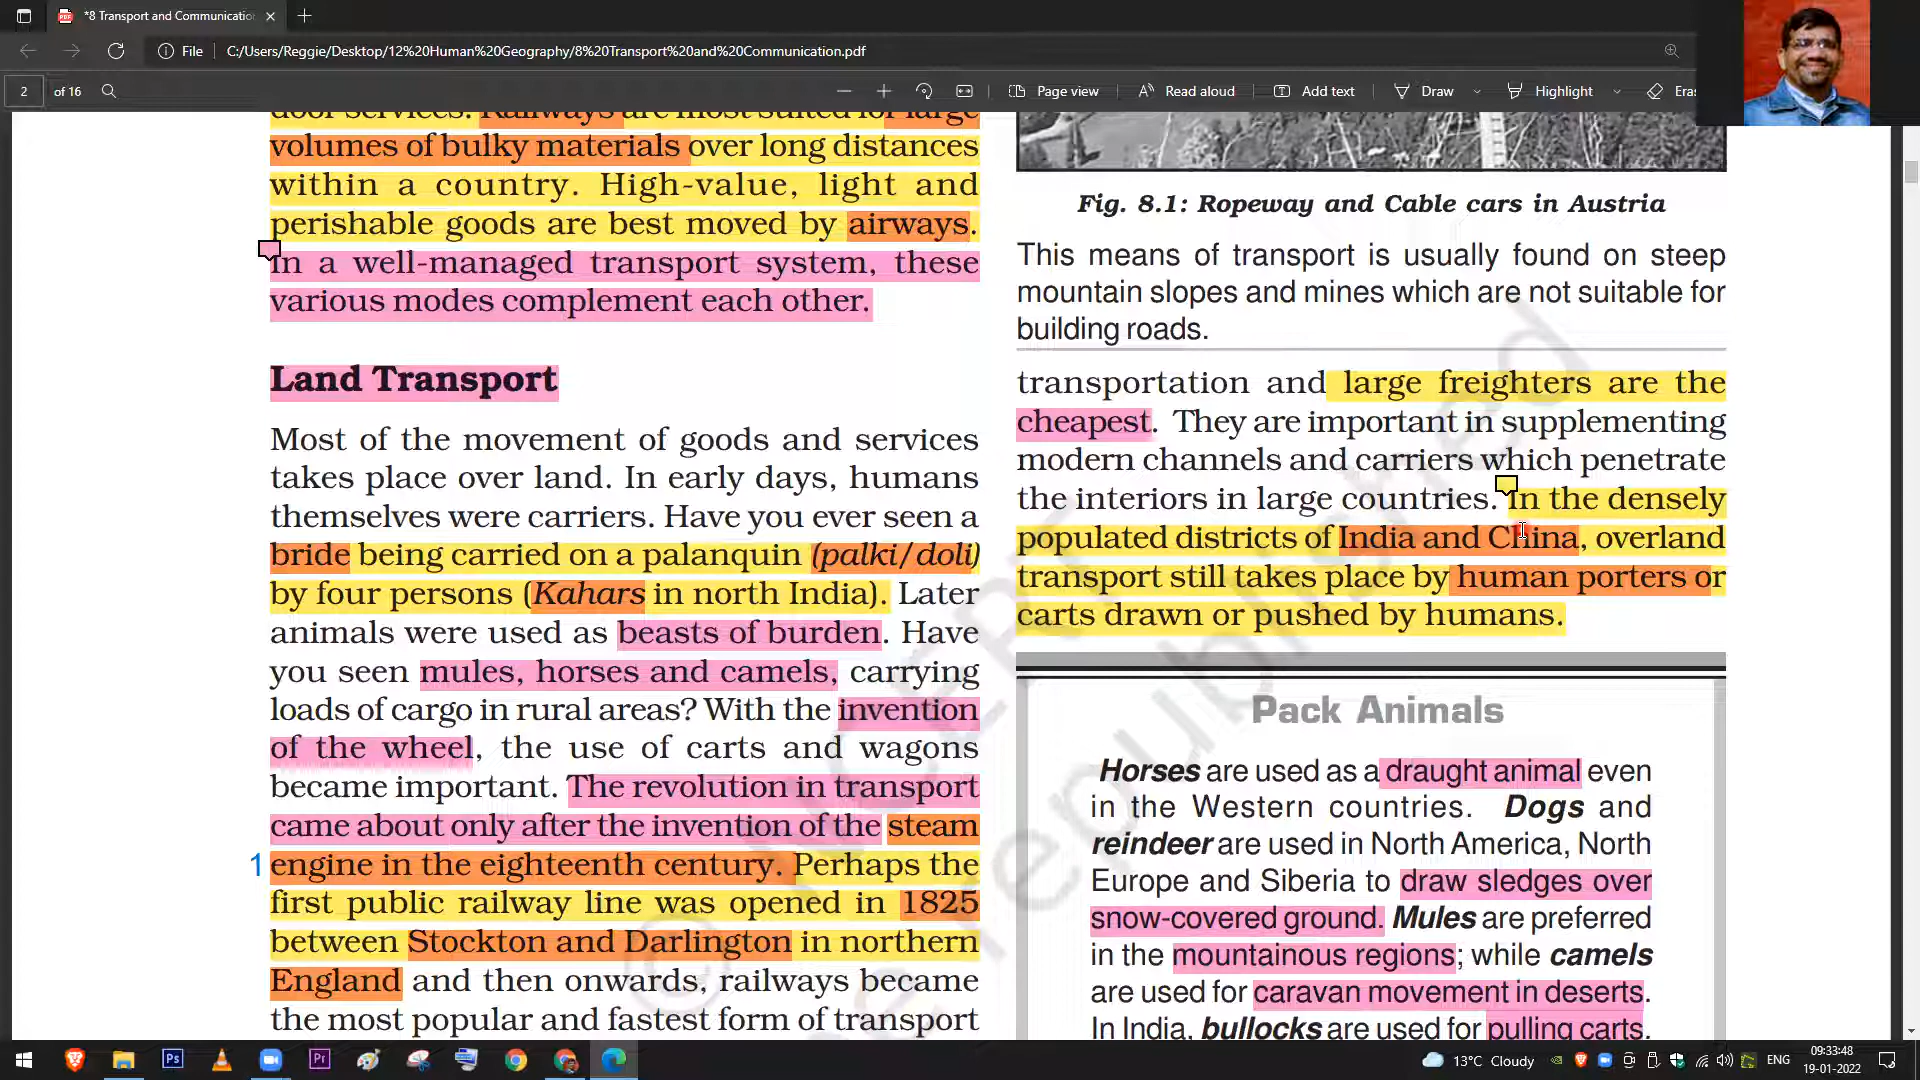 *8 Transport and Communicatio
File
C:/Users/Reggie/Desktop/12%20Human%20Geography/8%20Transport%20and%20Communication.pdf
2 of 16
Page view
Read aloud
Add text
Draw
Highlight
Eras
door services. Railways are most suited for large
volumes of bulky materials over long distances
within a country. High-value, light and
perishable goods are best moved by airways.
In a well-managed transport system, these
various modes complement each other.
Land Transport
Most of the movement of goods and services
takes place over land. In early days, humans
themselves were carriers. Have you ever seen a
bride being carried on a palanquin (palki/doli)
by four persons (Kahars in north India). Later
animals were used as beasts of burden. Have
you seen mules, horses and camels, carrying
loads of cargo in rural areas? With the invention
of the wheel, the use of carts and wagons
became important. The revolution in transport
came about only after the invention of the steam
1 engine in the eighteenth century. Perhaps the
first public railway line was opened in 1825
between Stockton and Darlington in northern
England and then onwards, railways became
the most popular and fastest form of transport
Fig. 8.1: Ropeway and Cable cars in Austria
This means of transport is usually found on steep
mountain slopes and mines which are not suitable for
building roads.
transportation and large freighters are the
cheapest. They are important in supplementing
modern channels and carriers which penetrate
the interiors in large countries. In the densely
populated districts of India and China, overland
transport still takes place by human porters or
carts drawn or pushed by humans.
Pack Animals
Horses are used as a draught animal even
in the Western countries. Dogs and
reindeer are used in North America, North
Europe and Siberia to draw sledges over
snow-covered ground. Mules are preferred
in the mountainous regions; while camels
are used for caravan movement in deserts.
In India, bullocks are used for pulling carts.
13°C Cloudy
ENG
09:33:48
19-01-2022